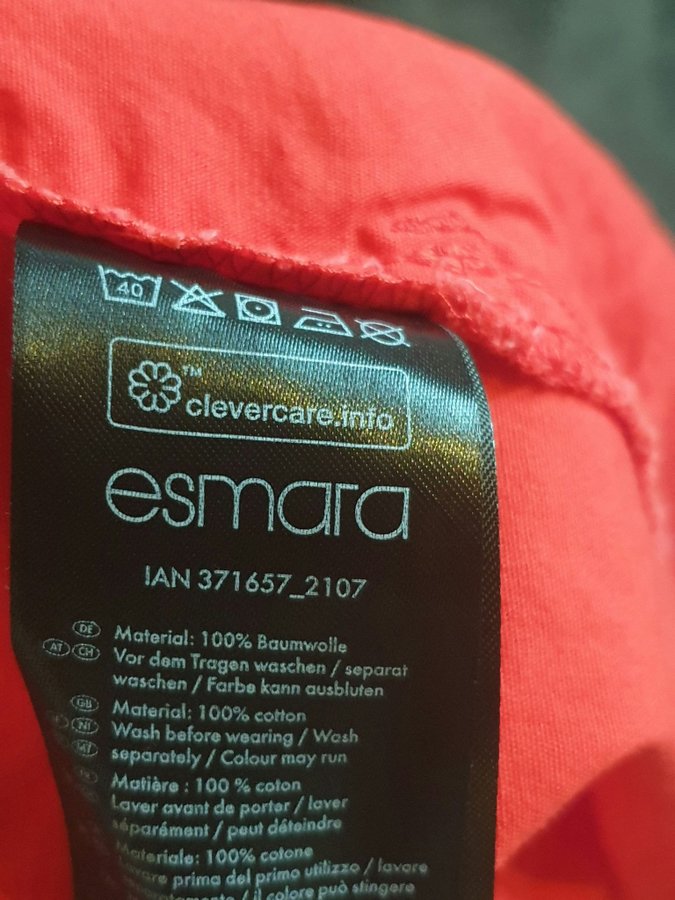 40
™
clevercare.info
esmara
IAN 371657_2107
DE Material: 100% Baumwolle
AT CH Vor dem Tragen waschen / separat
waschen / Farbe kann ausbluten
GB Material: 100% cotton
NI Wash before wearing / Wash
MT separately / Colour may run
Matière : 100 % coton
Laver avant de porter / laver
séparément / peut déteindre
Materiale: 100% cotone
Lavare prima del primo utilizzo / lavare
separatamente / il colore può stingere